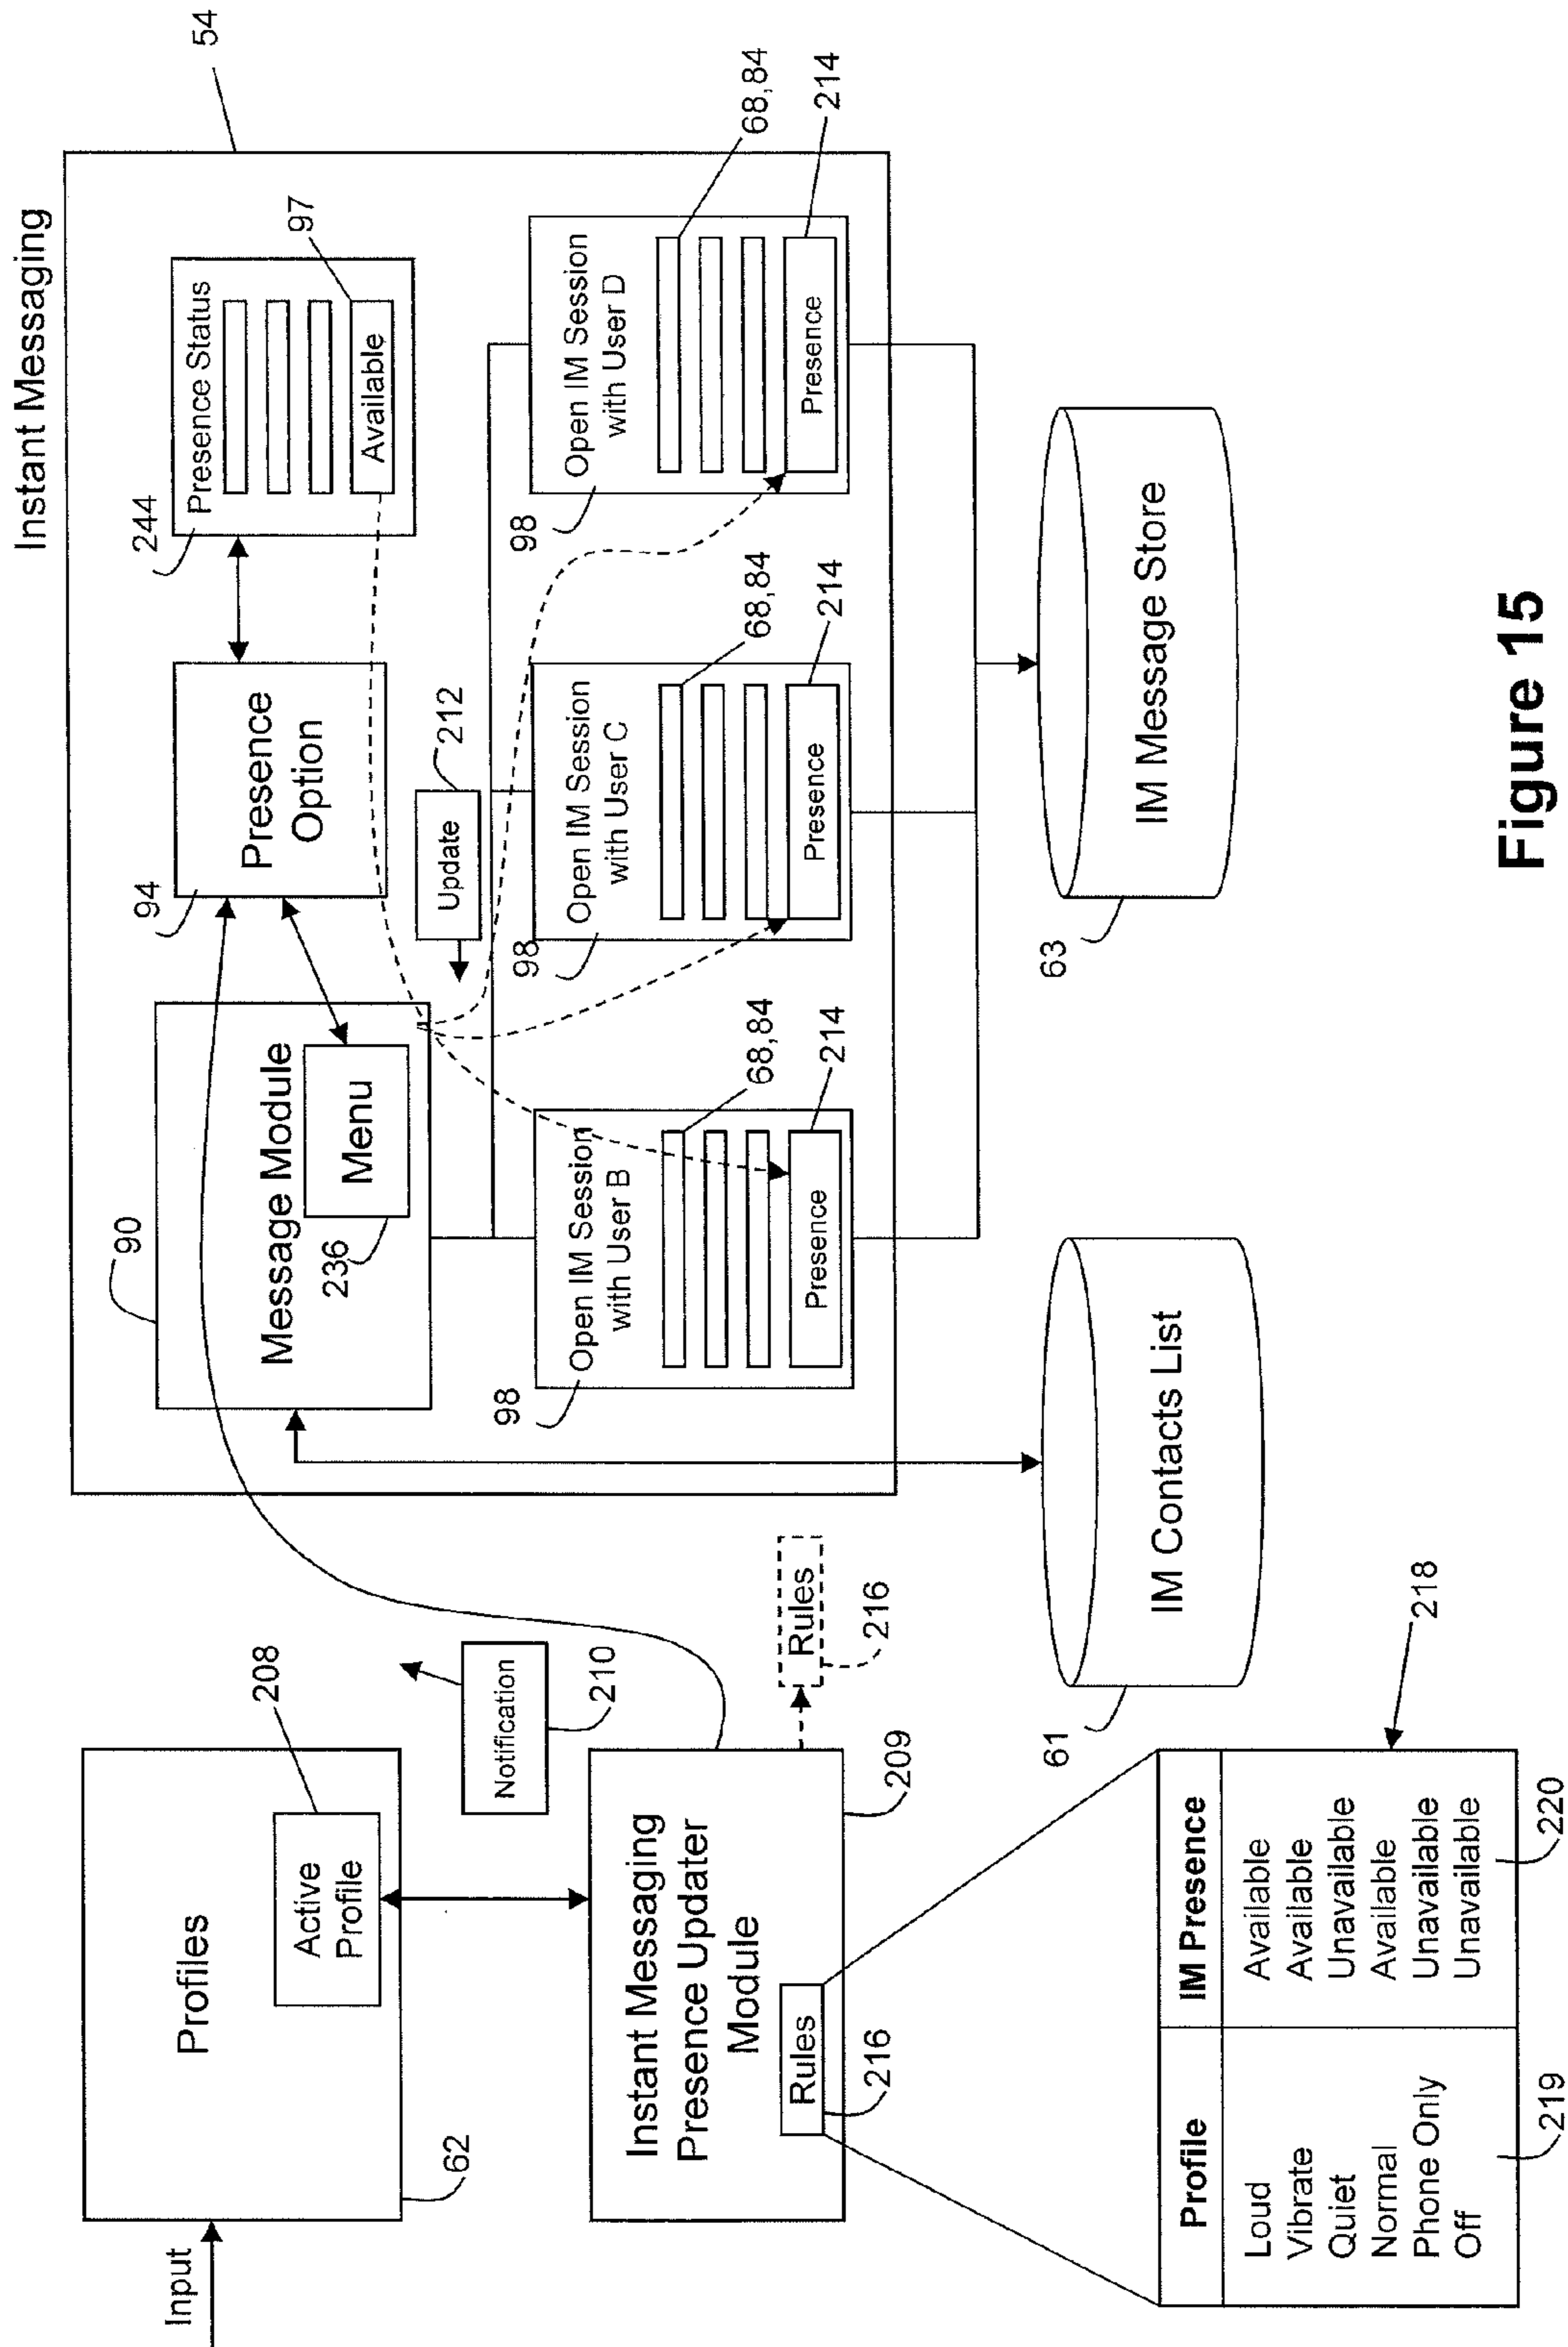 Instant Messaging
54
Input
Profiles
62
Active
Profile
208
Notification
210
Instant Messaging
Presence Updater
Module
209
Rules
216
Rules
216
90
Message Module
Menu
236
94
Presence
Option
244
Presence Status
Available
97
Update
212
98
Open IM Session
with User B
68,84
Presence
214
98
Open IM Session
with User C
68,84
Presence
214
98
Open IM Session
with User D
68,84
Presence
214
IM Contacts List
61
IM Message Store
63
Profile IM Presence
Loud Available
Vibrate Available
Quiet Unavailable
Normal Available
Phone Only Unavailable
Off Unavailable
218
219
220
Figure 15